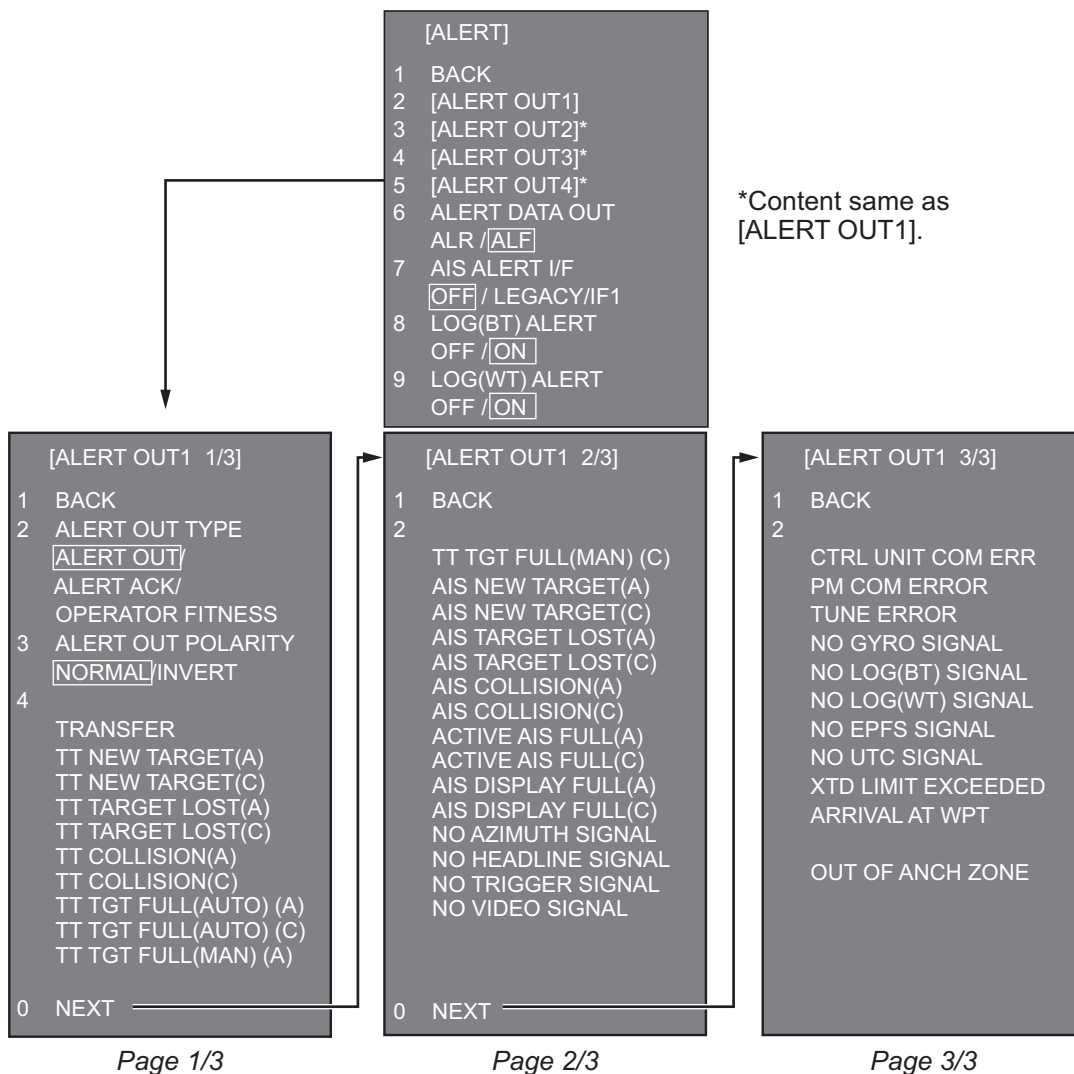 [ALERT]
1 BACK
2 [ALERT OUT1]
3 [ALERT OUT2]*
4 [ALERT OUT3]*
5 [ALERT OUT4]*
6 ALERT DATA OUT
ALR / ALF
7 AIS ALERT I/F
OFF / LEGACY/IF1
8 LOG(BT) ALERT
OFF / ON
9 LOG(WT) ALERT
OFF / ON
*Content same as
[ALERT OUT1].
[ALERT OUT1 1/3]
1 BACK
2 ALERT OUT TYPE
ALERT OUT/
ALERT ACK/
OPERATOR FITNESS
3 ALERT OUT POLARITY
NORMAL/INVERT
4
TRANSFER
TT NEW TARGET(A)
TT NEW TARGET(C)
TT TARGET LOST(A)
TT TARGET LOST(C)
TT COLLISION(A)
TT COLLISION(C)
TT TGT FULL(AUTO) (A)
TT TGT FULL(AUTO) (C)
TT TGT FULL(MAN) (A)
0 NEXT
Page 1/3
[ALERT OUT1 2/3]
1 BACK
2
TT TGT FULL(MAN) (C)
AIS NEW TARGET(A)
AIS NEW TARGET(C)
AIS TARGET LOST(A)
AIS TARGET LOST(C)
AIS COLLISION(A)
AIS COLLISION(C)
ACTIVE AIS FULL(A)
ACTIVE AIS FULL(C)
AIS DISPLAY FULL(A)
AIS DISPLAY FULL(C)
NO AZIMUTH SIGNAL
NO HEADLINE SIGNAL
NO TRIGGER SIGNAL
NO VIDEO SIGNAL
0 NEXT
Page 2/3
[ALERT OUT1 3/3]
1 BACK
2
CTRL UNIT COM ERR
PM COM ERROR
TUNE ERROR
NO GYRO SIGNAL
NO LOG(BT) SIGNAL
NO LOG(WT) SIGNAL
NO EPFS SIGNAL
NO UTC SIGNAL
XTD LIMIT EXCEEDED
ARRIVAL AT WPT
OUT OF ANCH ZONE
Page 3/3